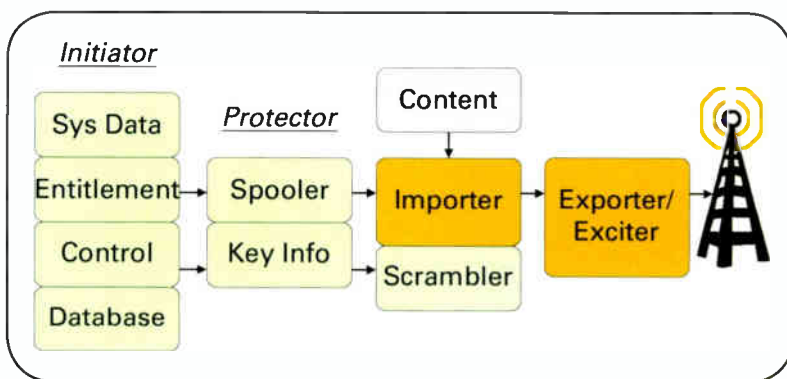 Initiator
Sys Data
Entitlement
Control
Database
Protector
Spooler
Key Info
Content
Importer
Scrambler
Exporter/
Exciter